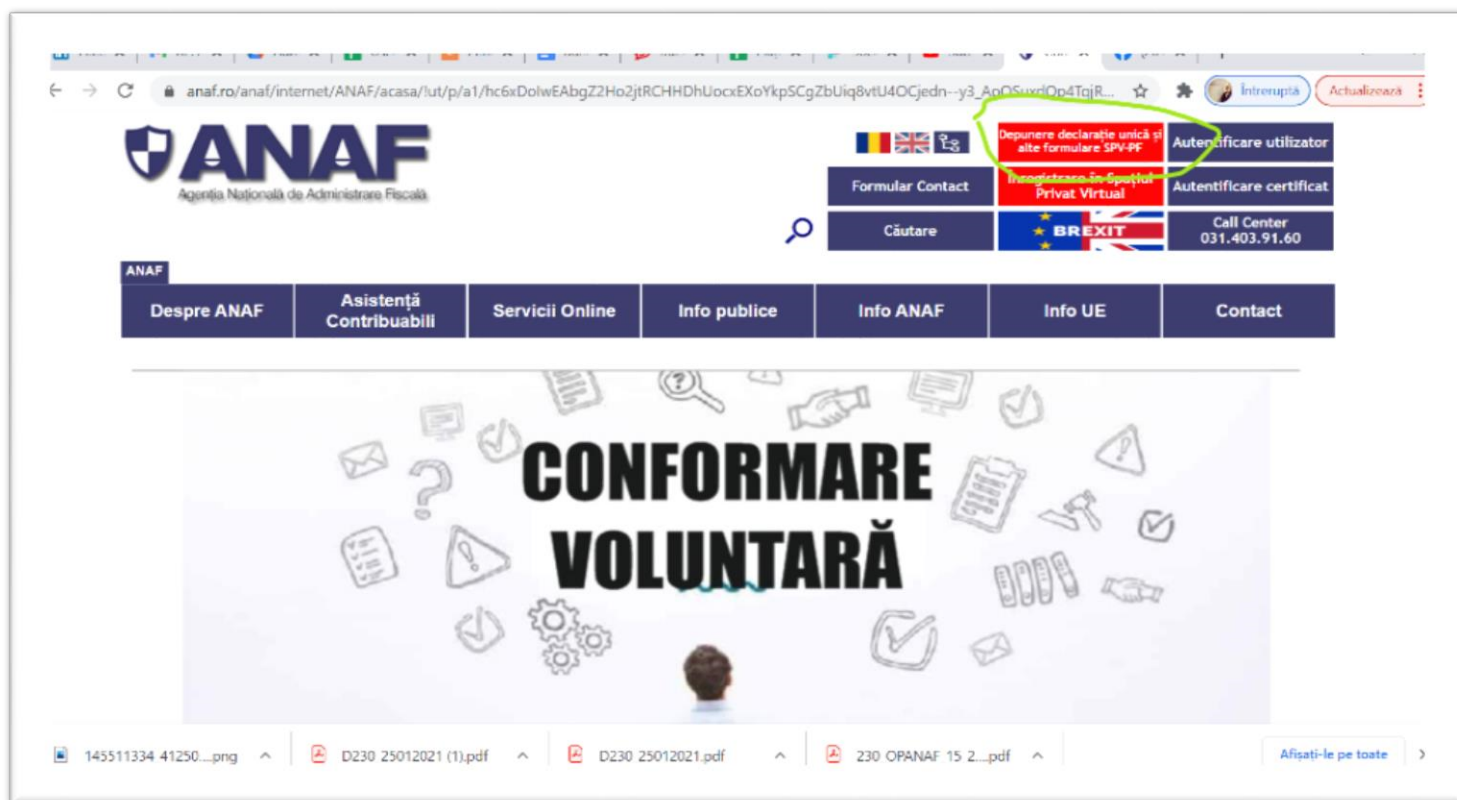 anaf.ro/anaf/internet/ANAF/acasa/!ut/p/a1/
Întreruptă
Actualizează
ANAF
Agenția Națională de Administrare Fiscală
Depunere declarație unică și
alte formulare SPV-PF
Autentificare utilizator
Formular Contact
Înregistrare în Spațiul
Privat Virtual
Autentificare certificat
Căutare
BREXIT
Call Center
031.403.91.60
ANAF
Despre ANAF
Asistență
Contribuabili
Servicii Online
Info publice
Info ANAF
Info UE
Contact
CONFORMARE
VOLUNTARĂ
145511334 41250....png
D230 25012021 (1).pdf
D230 25012021.pdf
230 OPANAF 15 2....pdf
Afișați-le pe toate